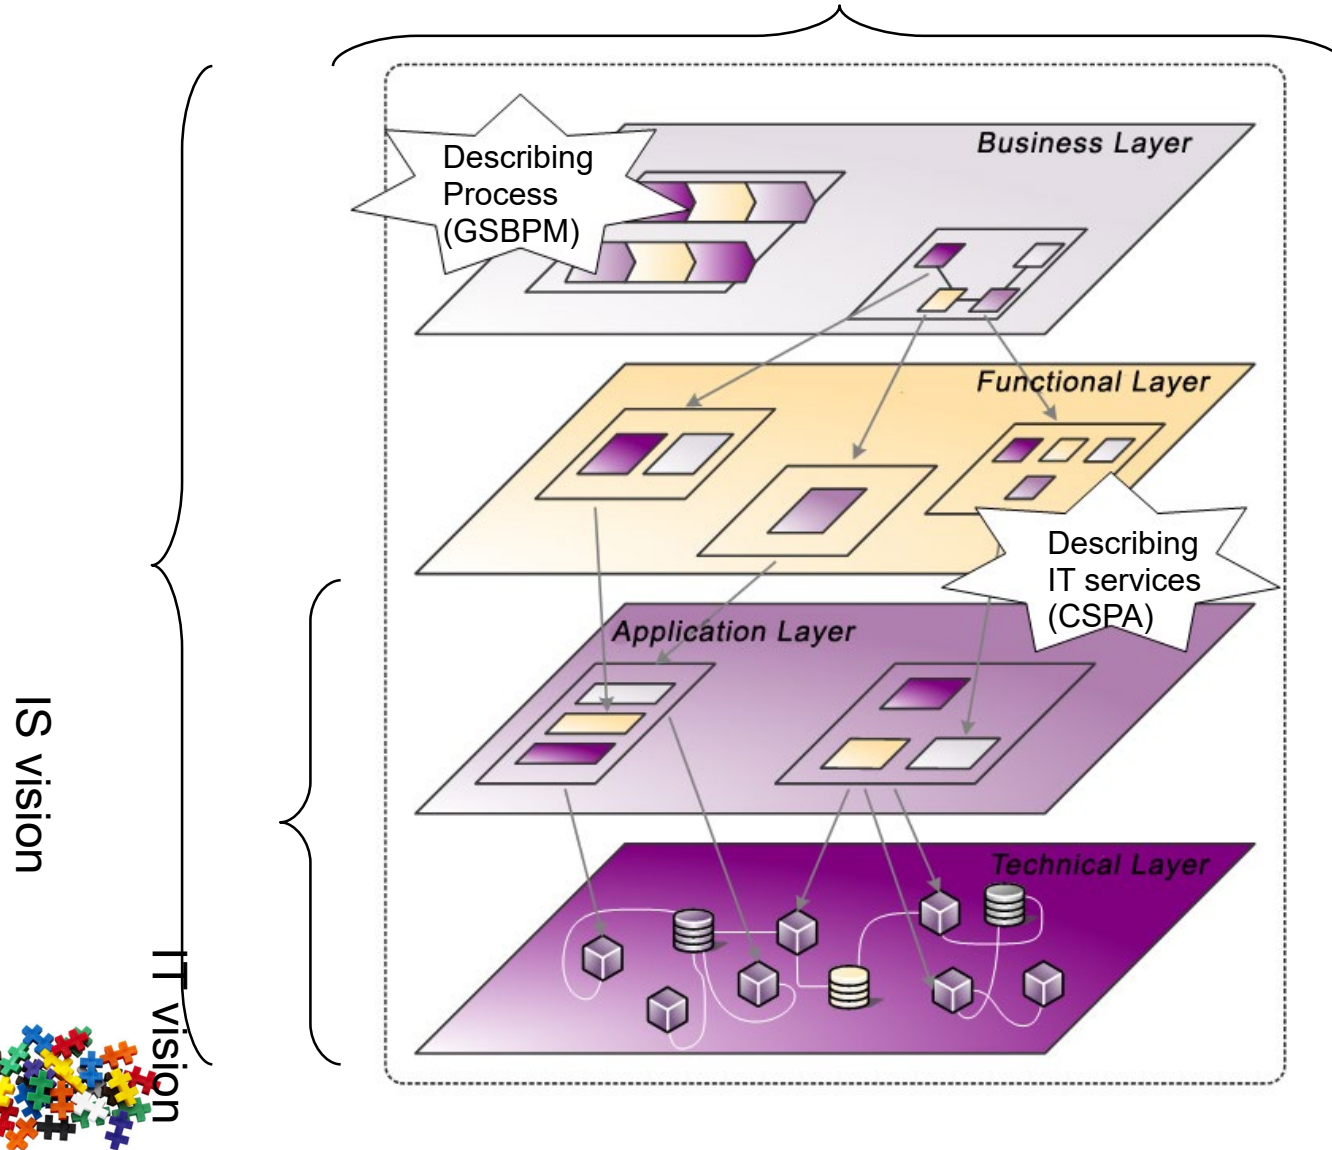 Business Layer
Describing
Process
(GSBPM)
Functional Layer
Describing
IT services
(CSPA)
Application Layer
IS vision
Technical Layer
IT vision